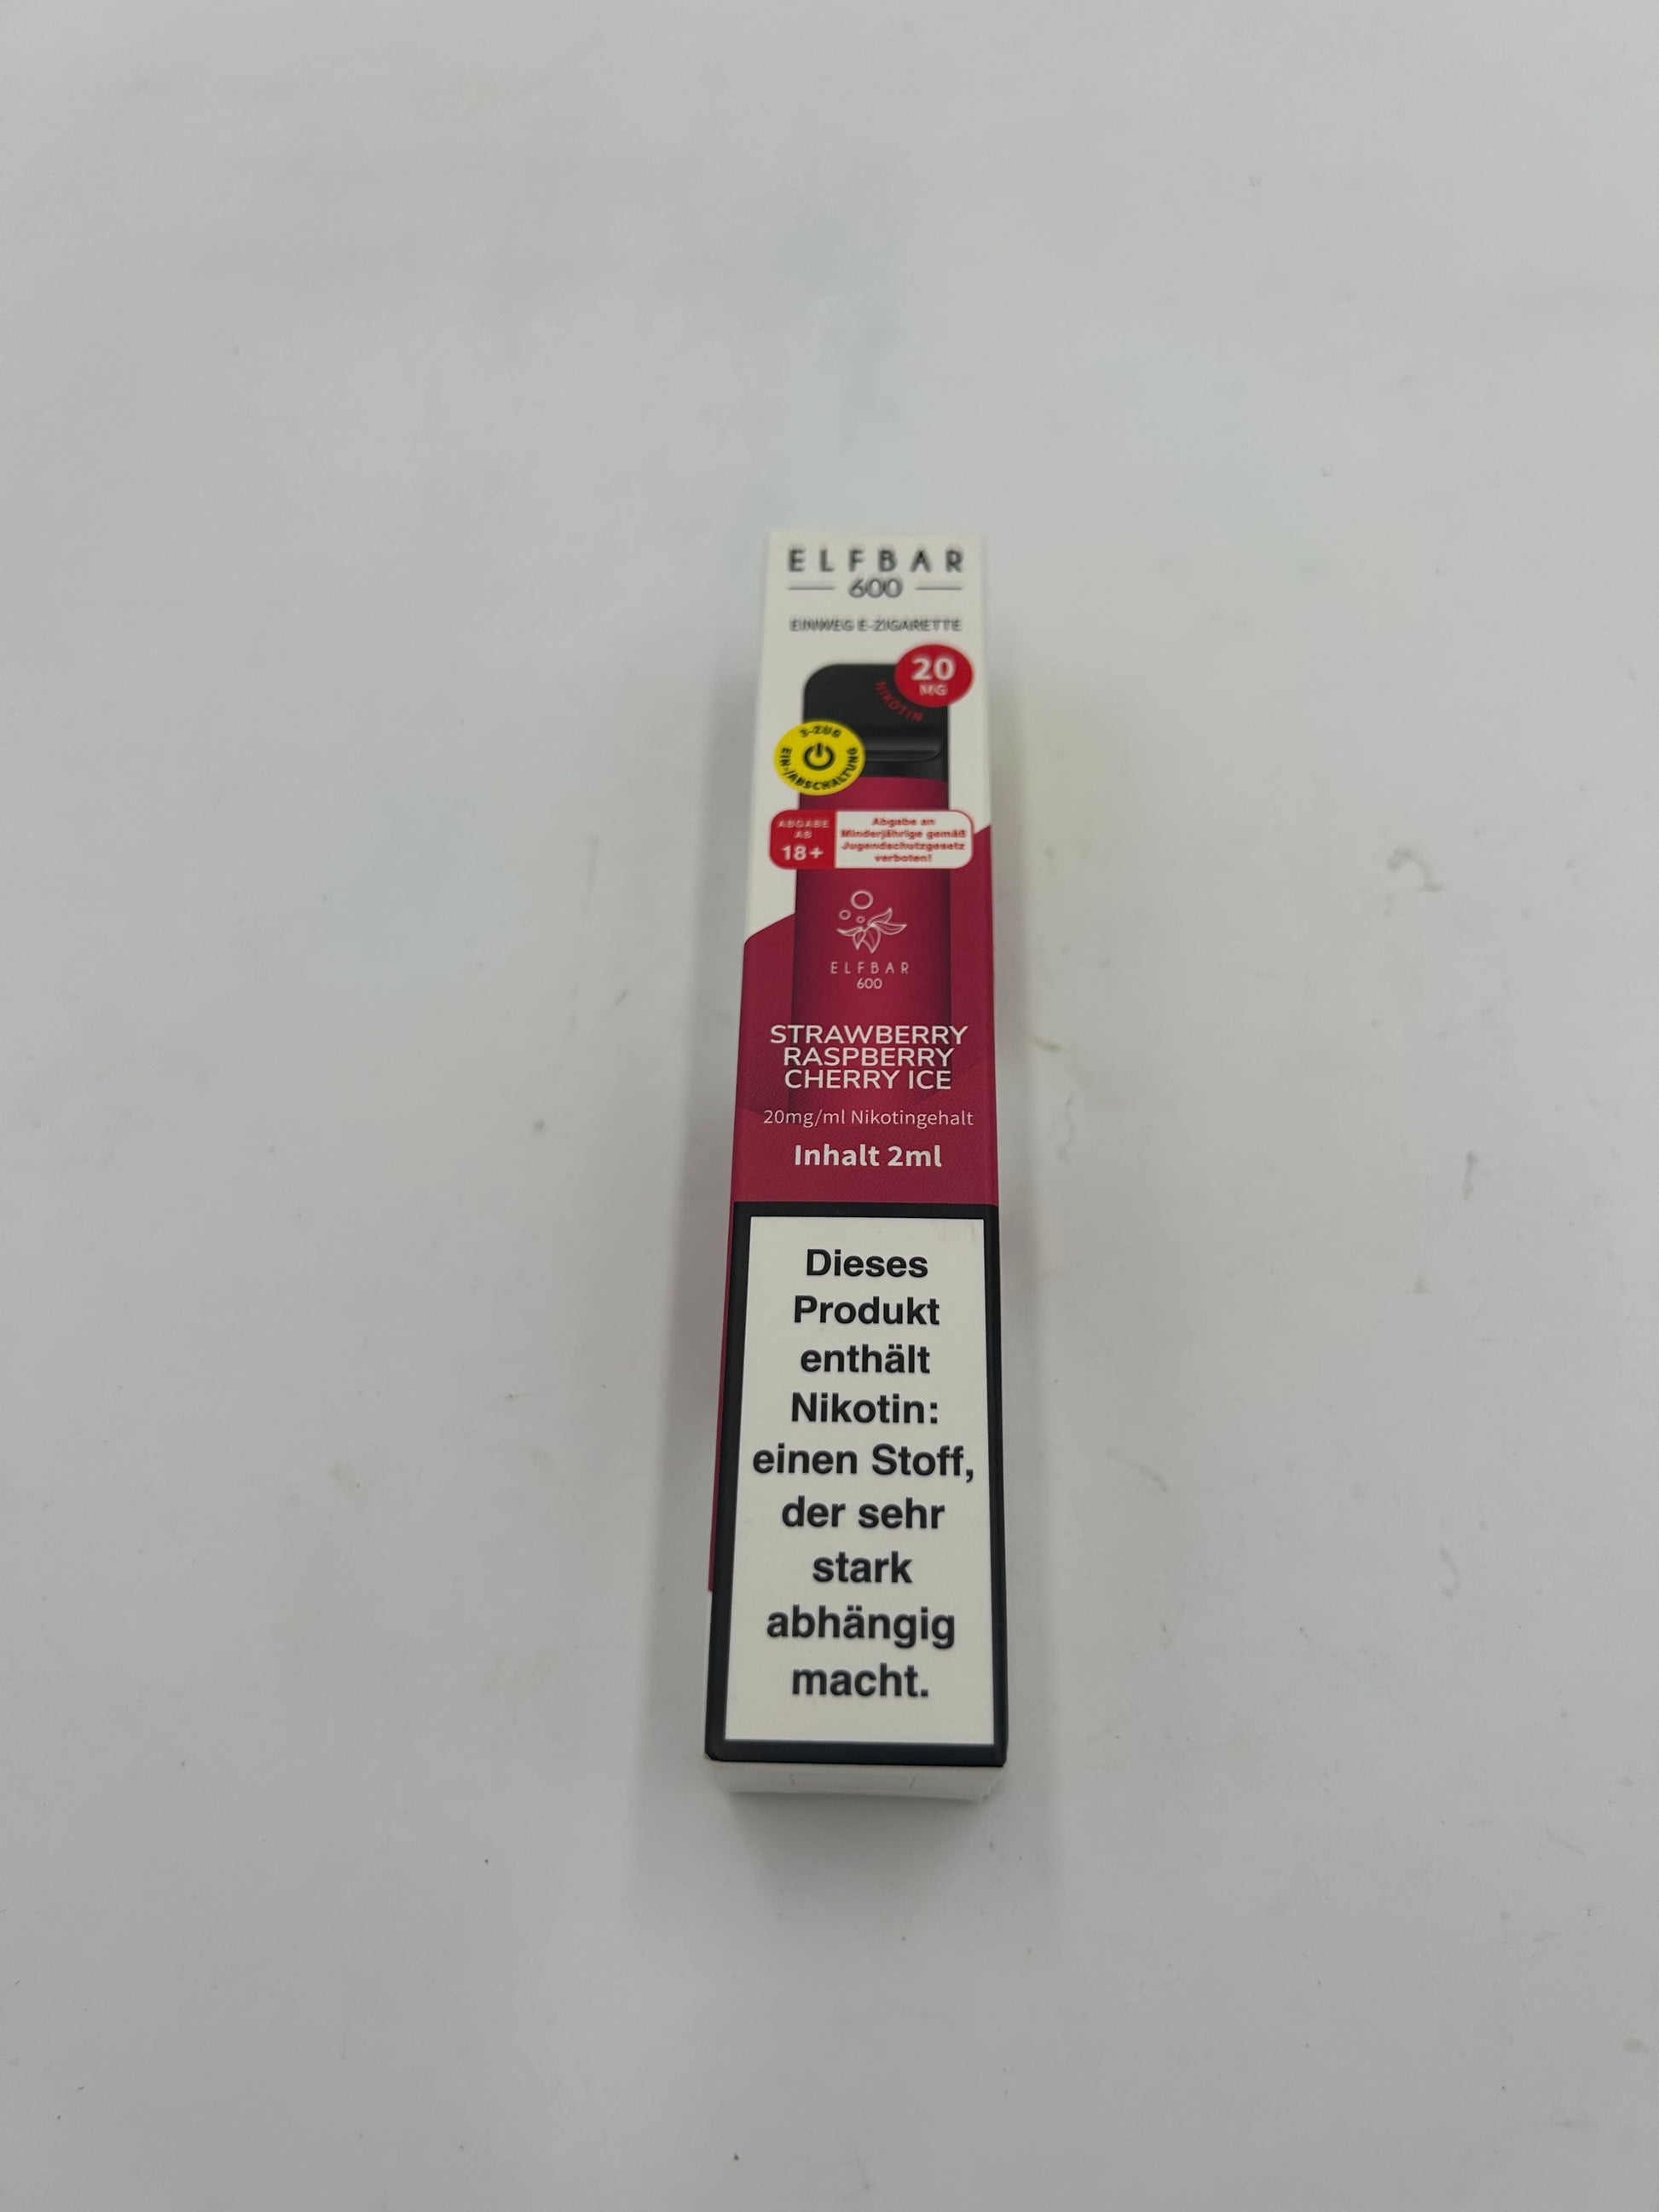 ELFBAR
600
EINWEG E-ZIGARETTE
20
MG
NIKOTIN
3-ZUG
EIN-/ABSCHALTUNG
ABGABE
AB
18+
Abgabe an
Minderjährige gemäß
Jugendschutzgesetz
verboten!
ELFBAR
600
STRAWBERRY
RASPBERRY
CHERRY ICE
20mg/ml Nikotingehalt
Inhalt 2ml
Dieses
Produkt
enthält
Nikotin:
einen Stoff,
der sehr
stark
abhängig
macht.